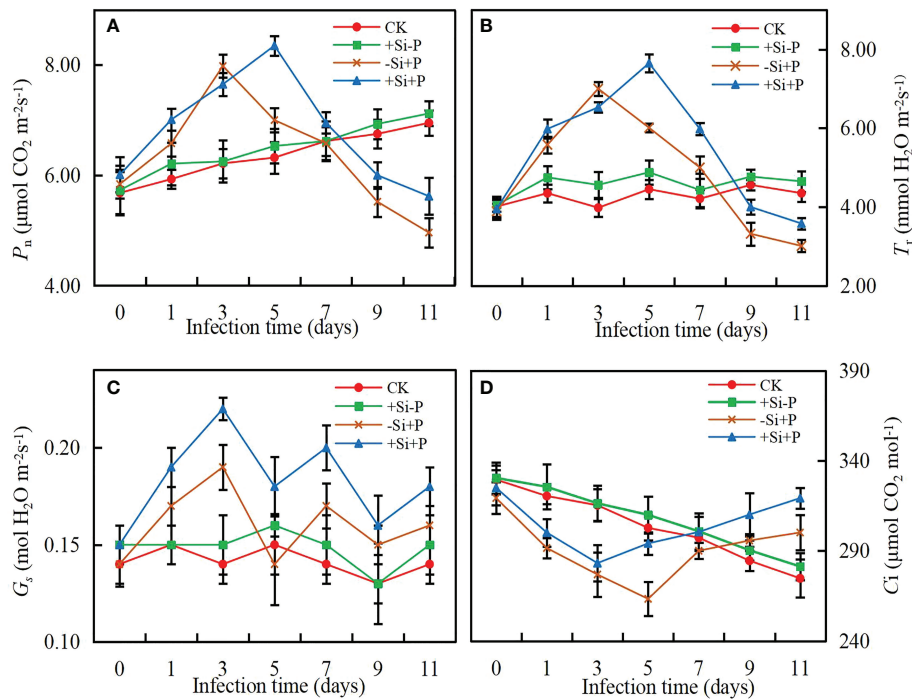 A
CK
+Si-P
-Si+P
+Si+P
8.00
6.00
4.00
Pn (μmol CO2 m-2s-1)
0 1 3 5 7 9 11
Infection time (days)
B
CK
+Si-P
-Si+P
+Si+P
8.00
6.00
4.00
2.00
Tr (mmol H2O m-2s-1)
0 1 3 5 7 9 11
Infection time (days)
C
CK
+Si-P
-Si+P
+Si+P
0.20
0.15
0.10
Gs (mol H2O m-2s-1)
0 1 3 5 7 9 11
Infection time (days)
D
CK
+Si-P
-Si+P
+Si+P
390
340
290
240
Ci (μmol CO2 mol-1)
0 1 3 5 7 9 11
Infection time (days)